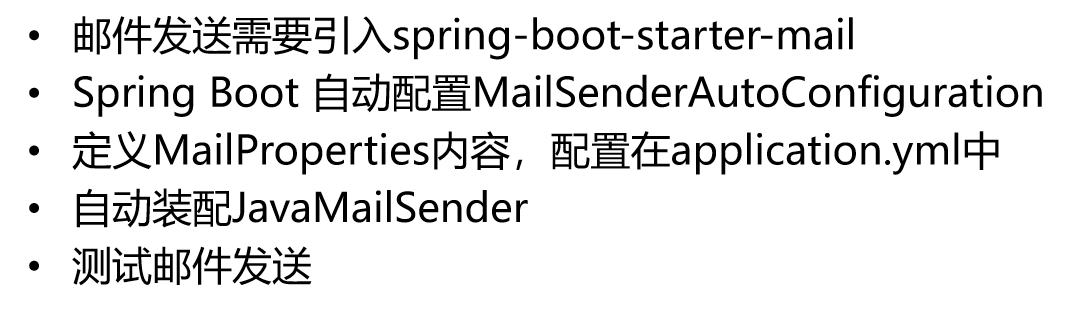 • 邮件发送需要引入spring-boot-starter-mail
• Spring Boot 自动配置MailSenderAutoConfiguration
• 定义MailProperties内容，配置在application.yml中
• 自动装配JavaMailSender
• 测试邮件发送